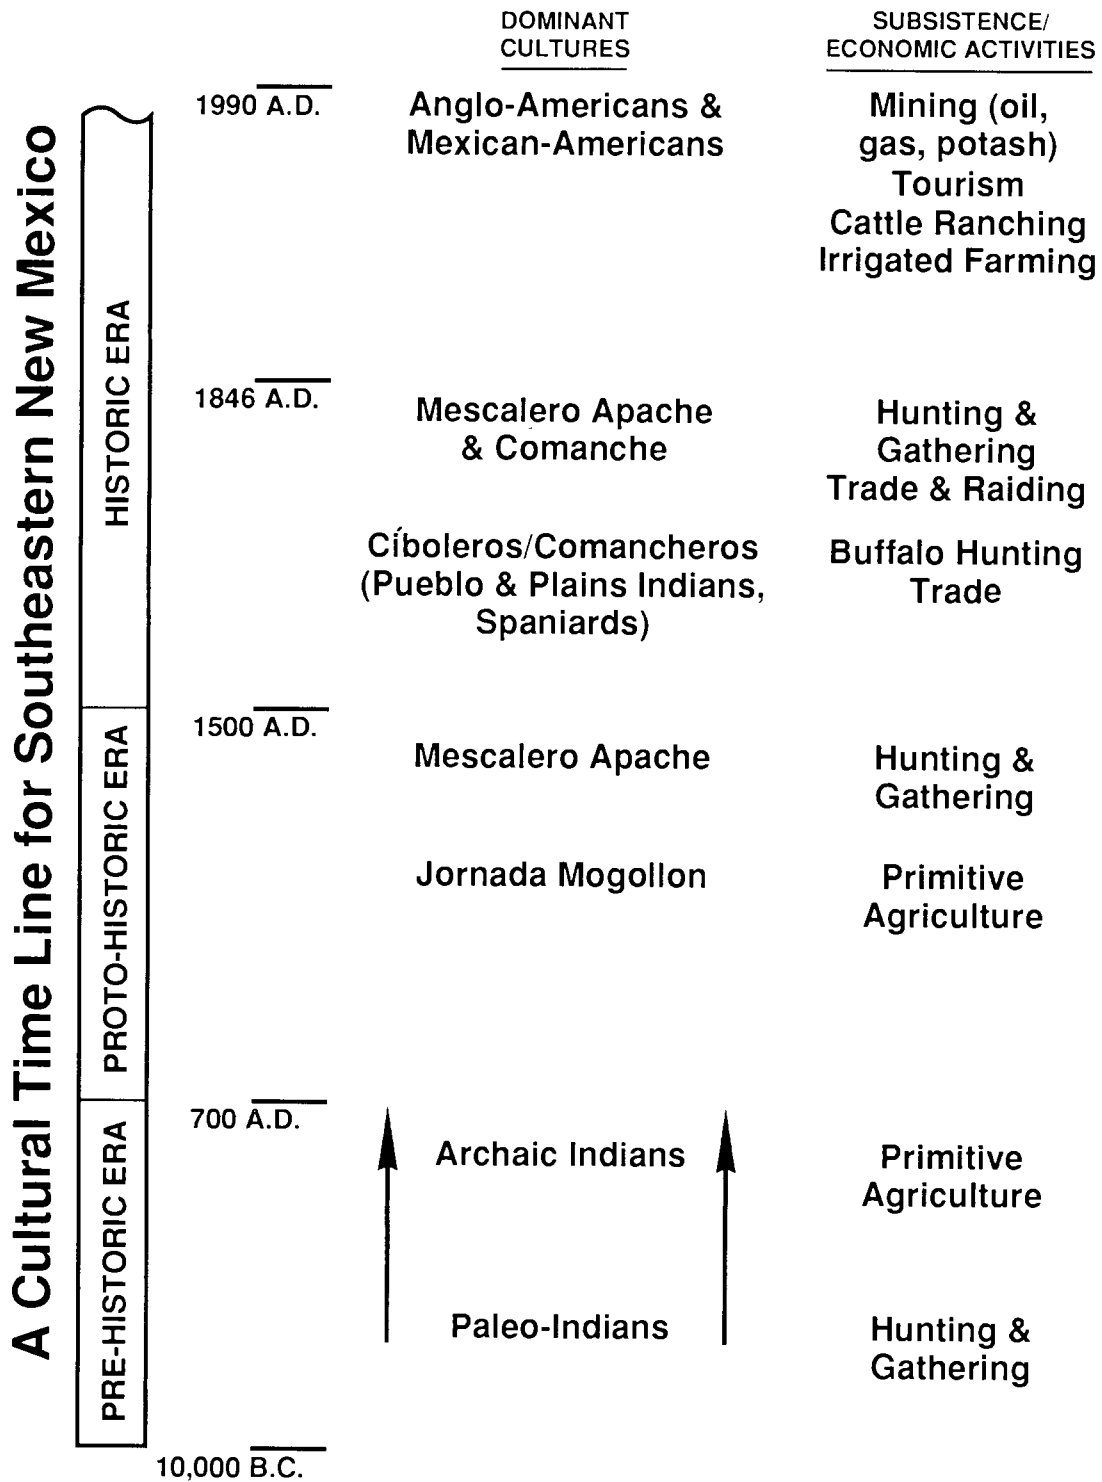 A Cultural Time Line for Southeastern New Mexico
DOMINANT
CULTURES
SUBSISTENCE/
ECONOMIC ACTIVITIES
HISTORIC ERA
1990 A.D.
Anglo-Americans &
Mexican-Americans
Mining (oil,
gas, potash)
Tourism
Cattle Ranching
Irrigated Farming
1846 A.D.
Mescalero Apache
& Comanche
Hunting &
Gathering
Trade & Raiding
Cíboleros/Comancheros
(Pueblo & Plains Indians,
Spaniards)
Buffalo Hunting
Trade
PROTO-HISTORIC ERA
1500 A.D.
Mescalero Apache
Hunting &
Gathering
Jornada Mogollon
Primitive
Agriculture
PRE-HISTORIC ERA
700 A.D.
Archaic Indians
Primitive
Agriculture
Paleo-Indians
Hunting &
Gathering
10,000 B.C.